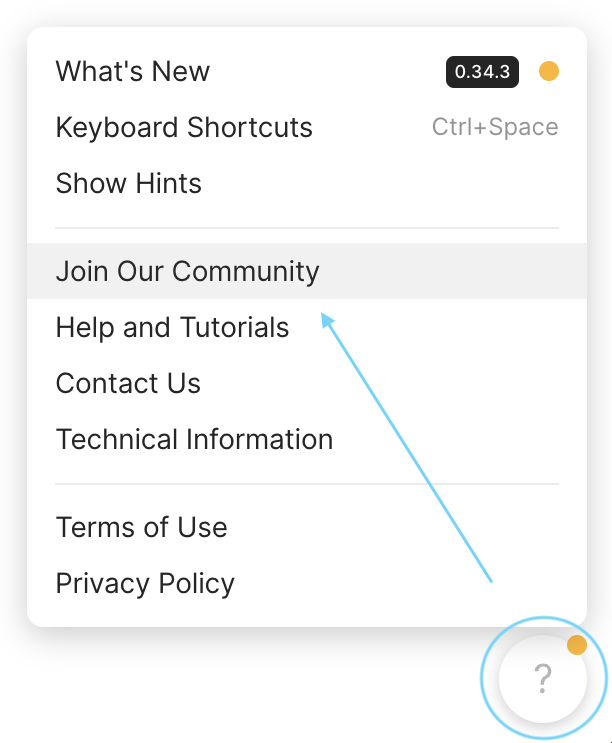 What's New 0.34.3
Keyboard Shortcuts Ctrl+Space
Show Hints
Join Our Community
Help and Tutorials
Contact Us
Technical Information
Terms of Use
Privacy Policy
?